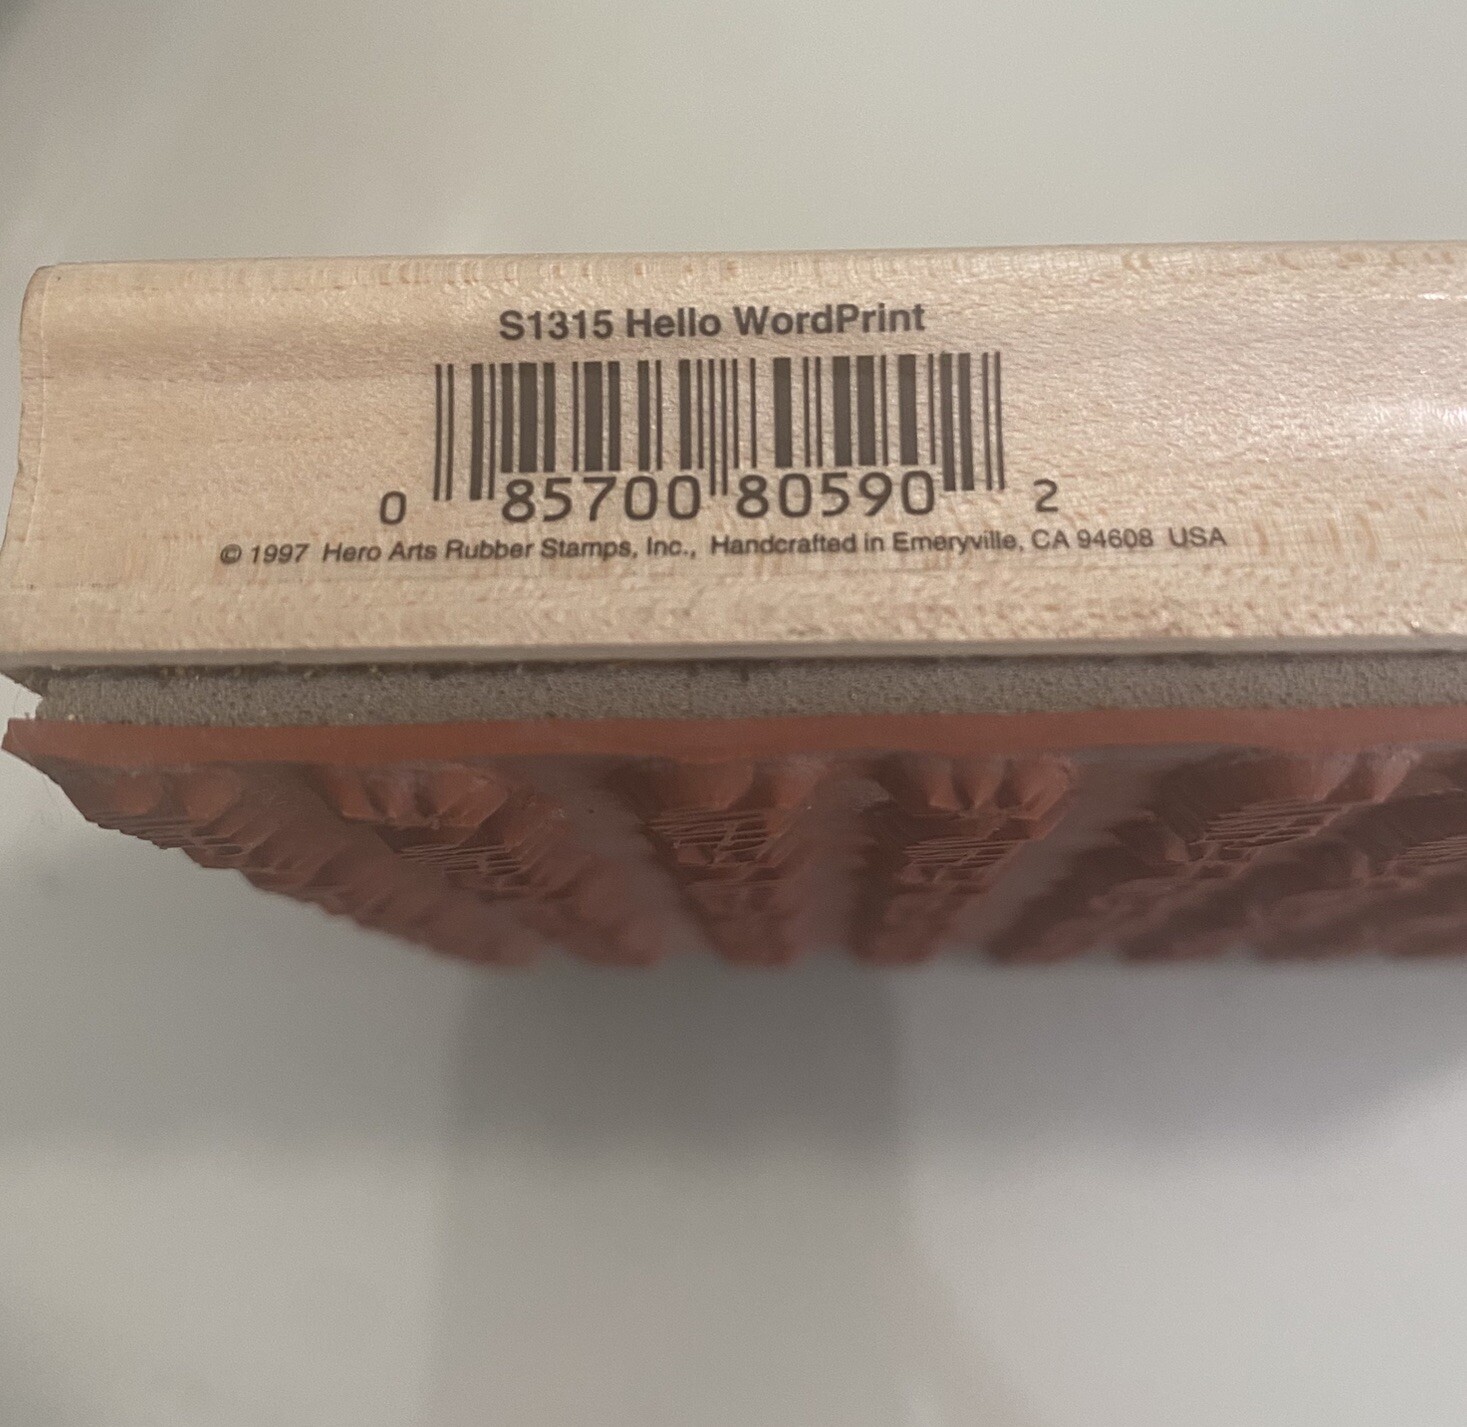 S1315 Hello WordPrint
0 85700 80590 2
© 1997 Hero Arts Rubber Stamps, Inc., Handcrafted in Emeryville, CA 94608 USA